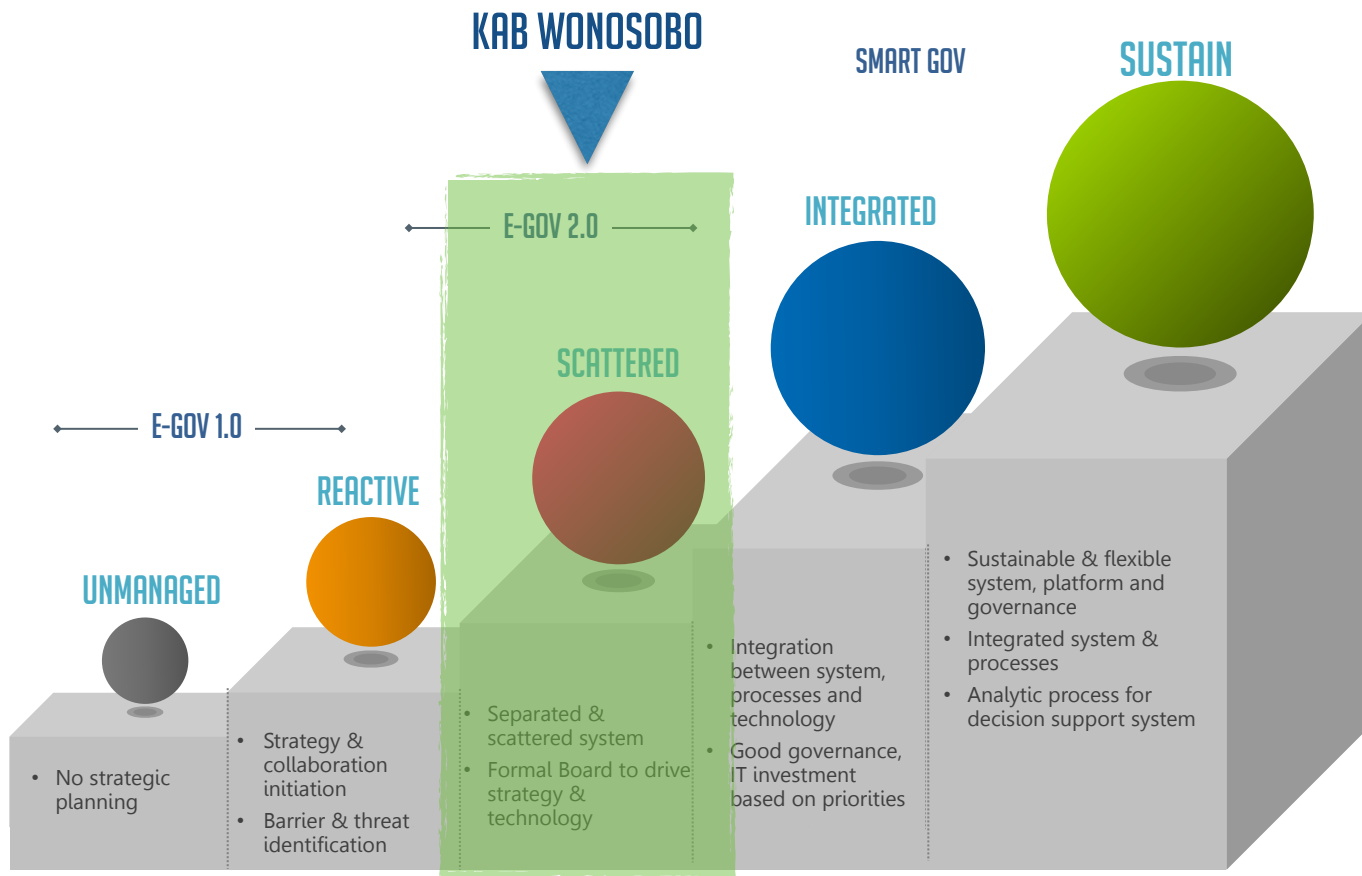 KAB WONOSOBO
SMART GOV
SUSTAIN
INTEGRATED
E-GOV 2.0
SCATTERED
E-GOV 1.0
REACTIVE
UNMANAGED
• No strategic
planning
• Strategy &
collaboration
initiation
• Barrier & threat
identification
• Separated &
scattered system
• Formal Board to drive
strategy &
technology
• Integration
between system,
processes and
technology
• Good governance,
IT investment
based on priorities
• Sustainable & flexible
system, platform and
governance
• Integrated system &
processes
• Analytic process for
decision support system